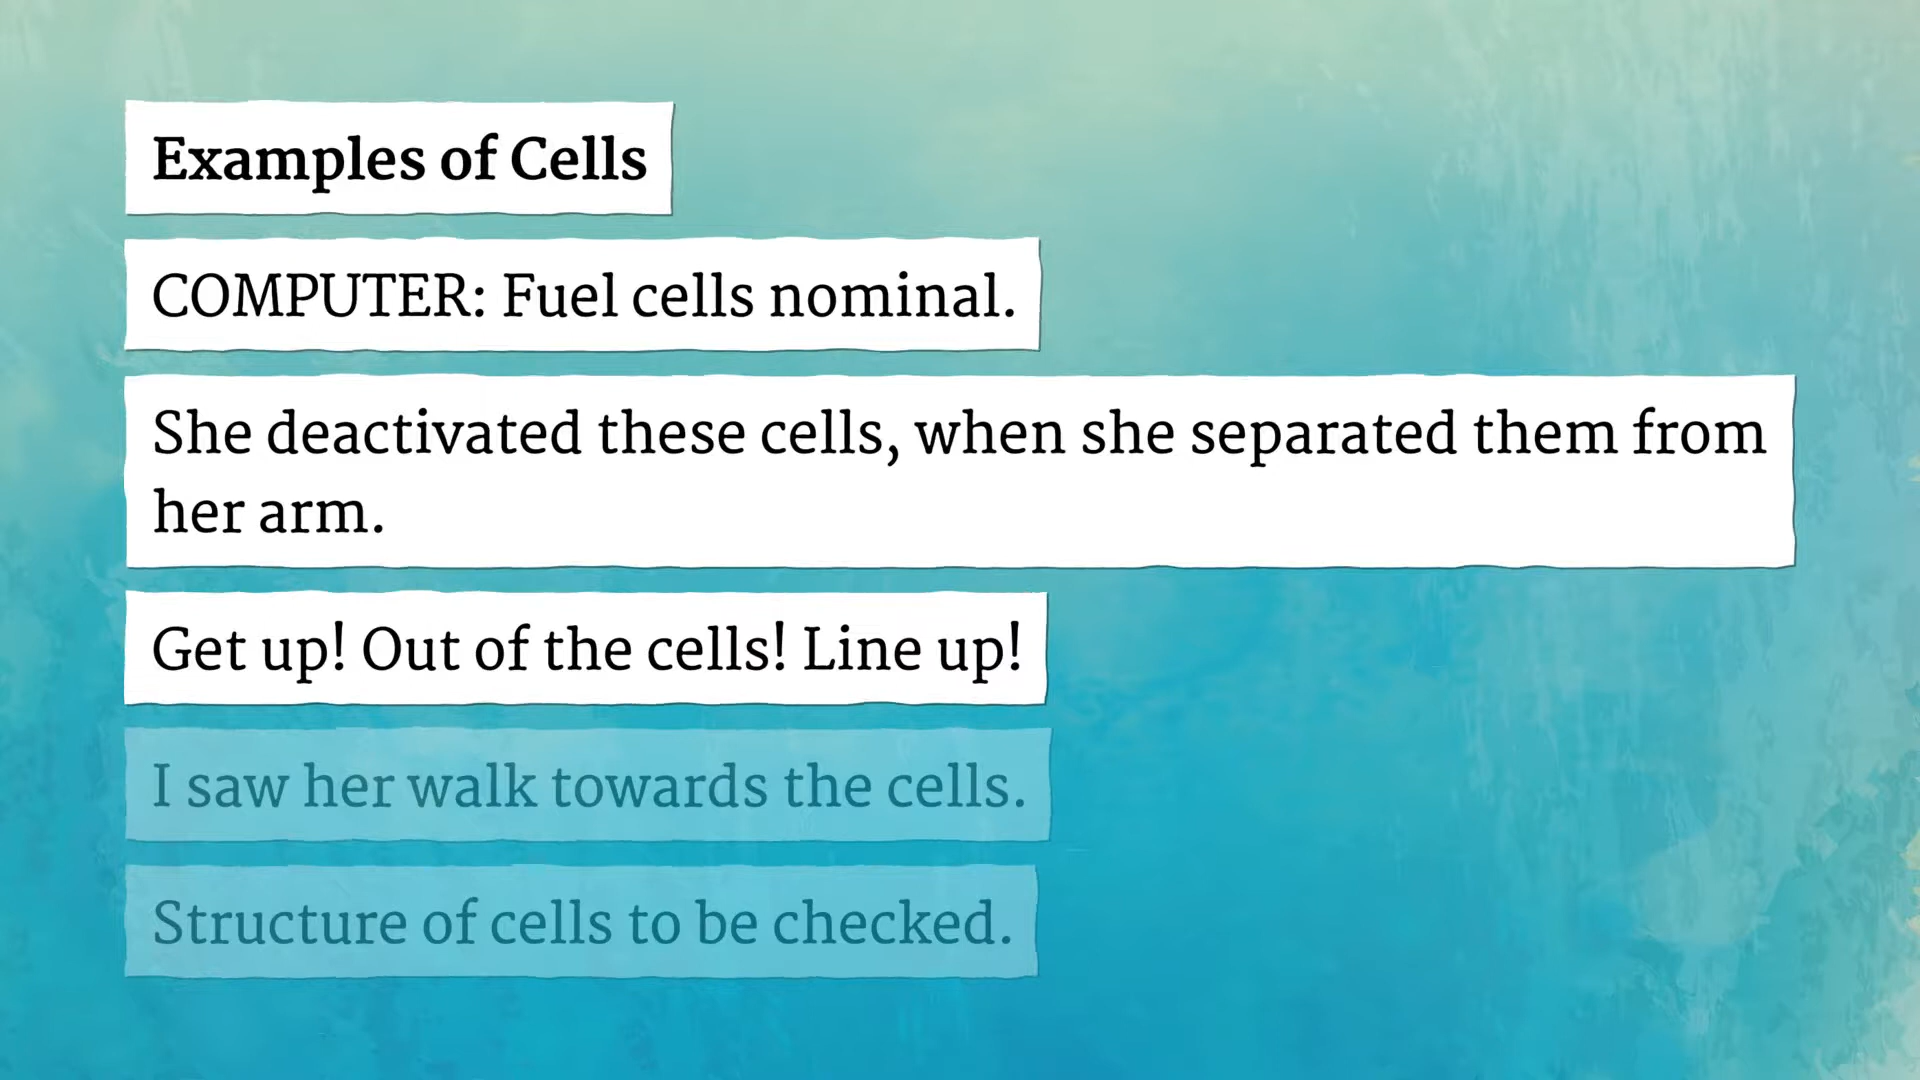 Examples of Cells
COMPUTER: Fuel cells nominal.
She deactivated these cells, when she separated them from
her arm.
Get up! Out of the cells! Line up!
I saw her walk towards the cells.
Structure of cells to be checked.